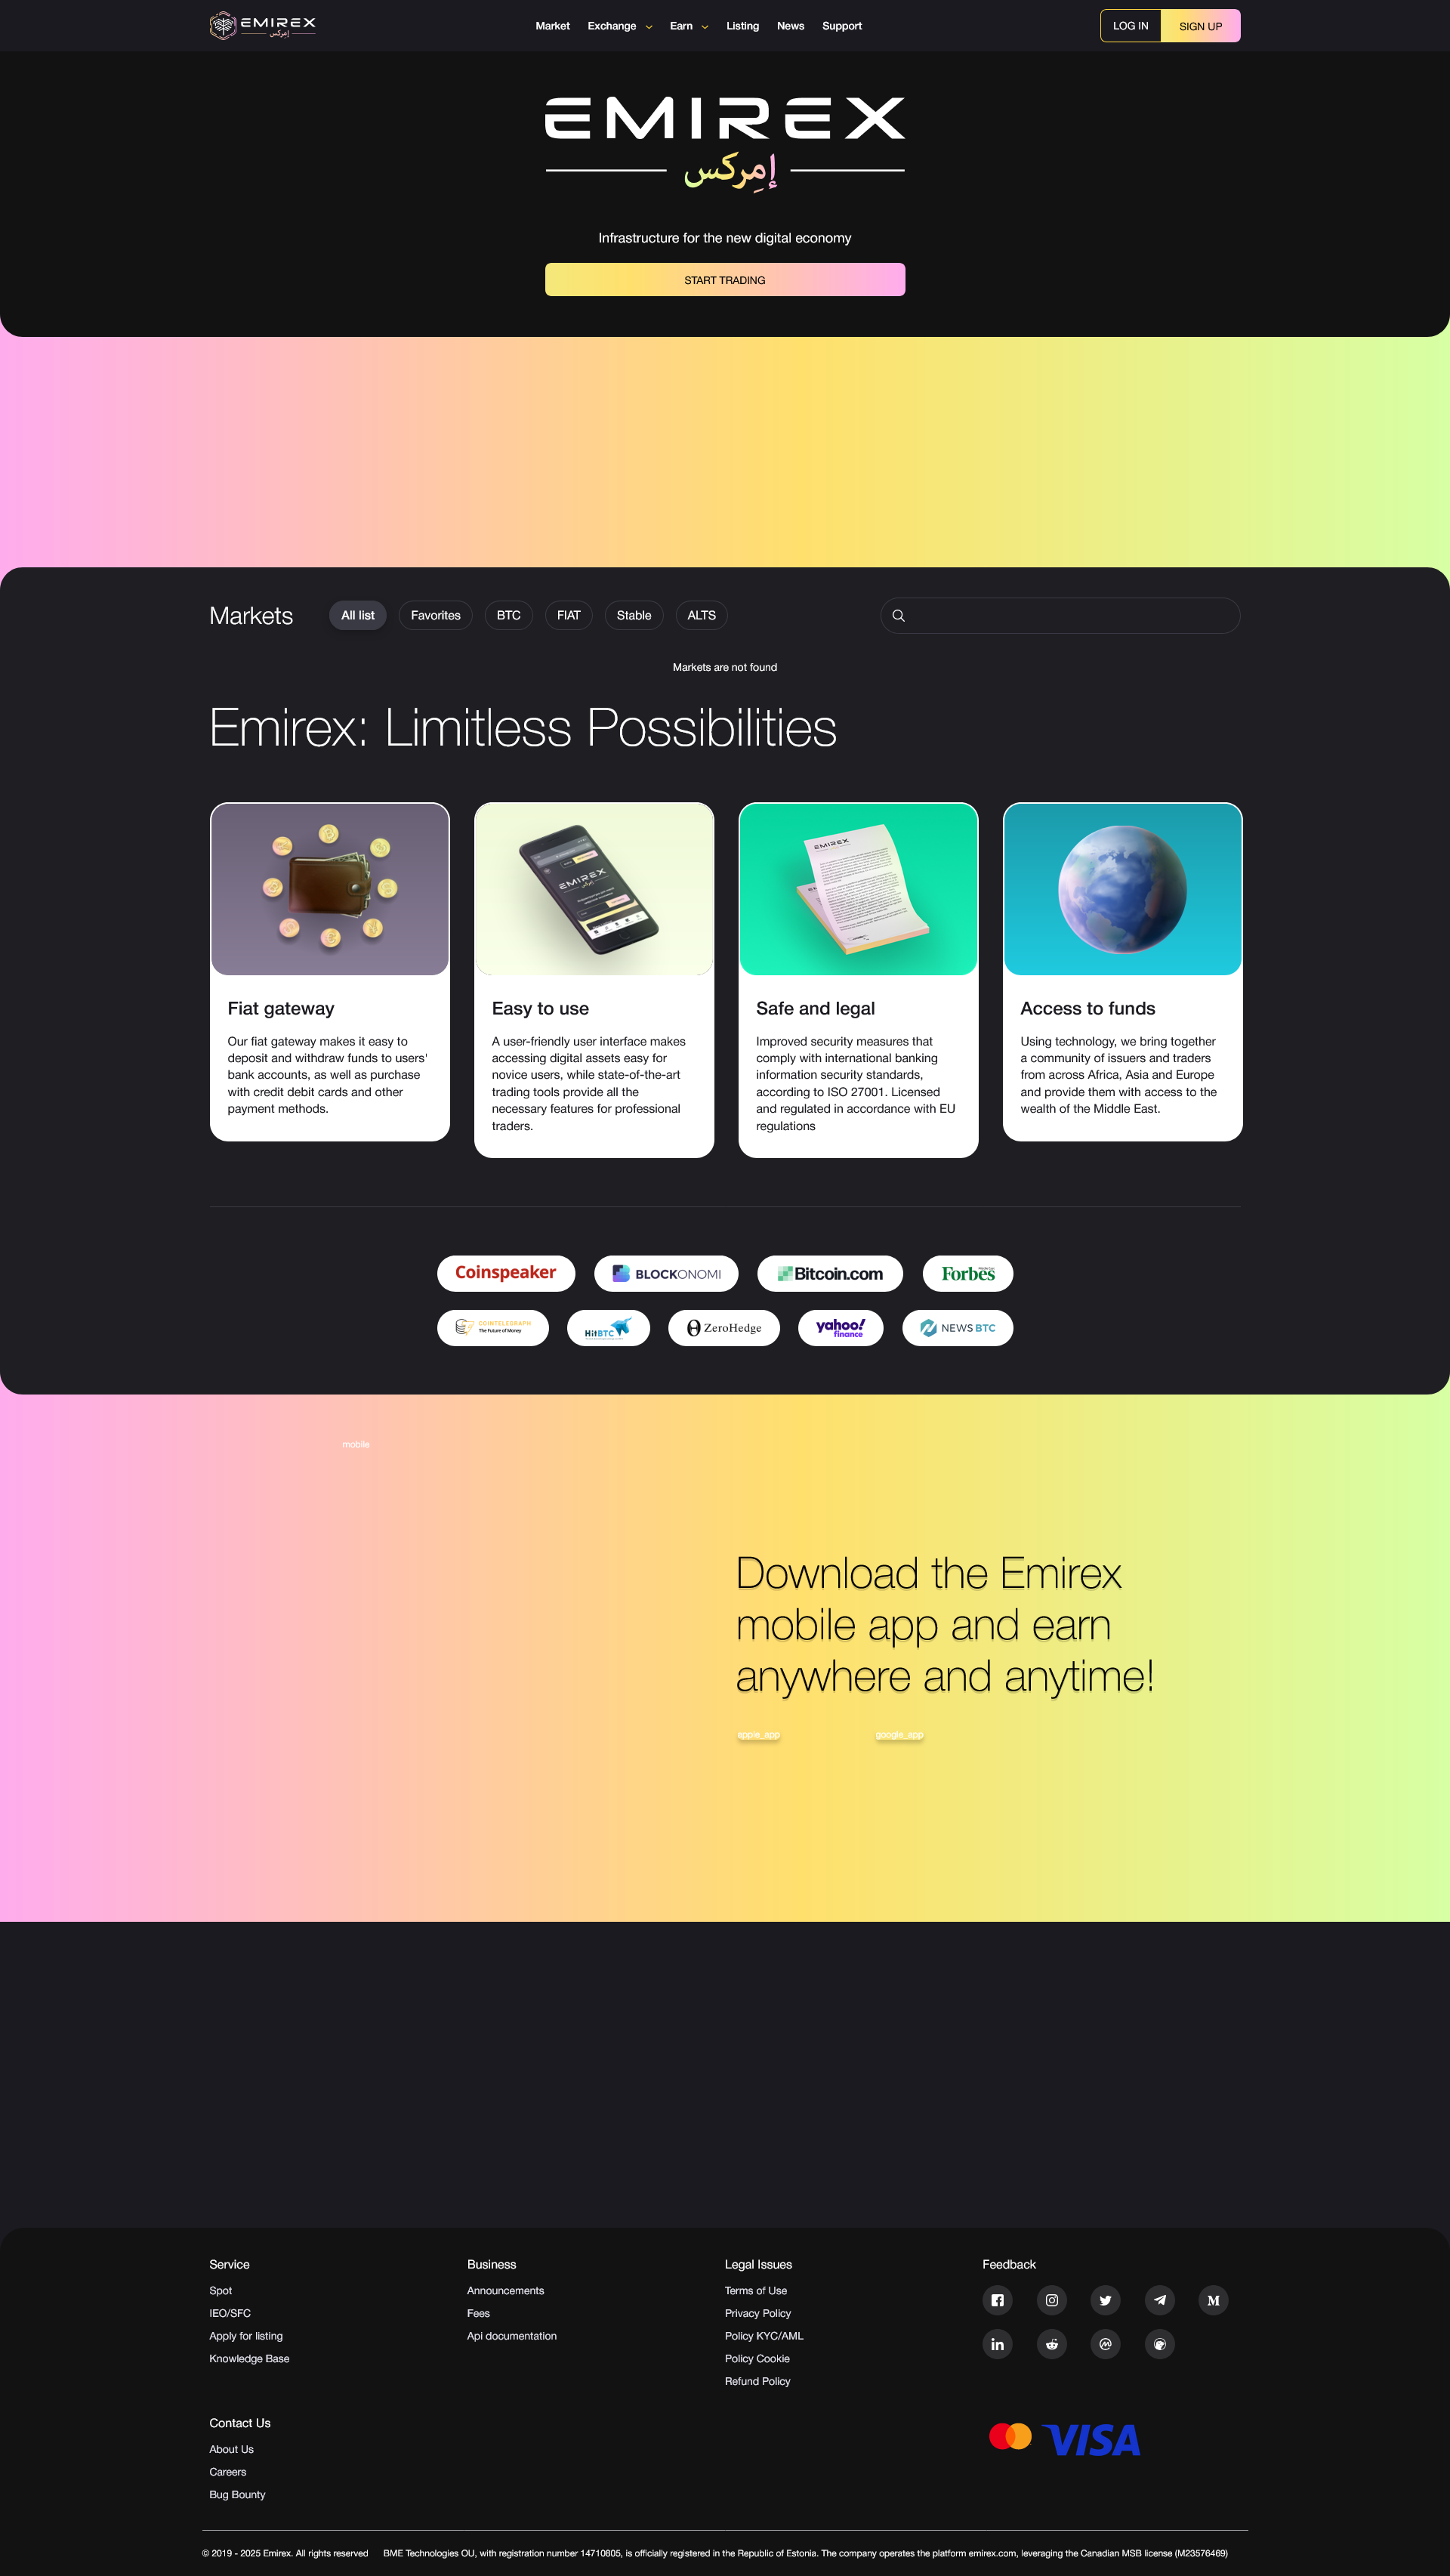 EMIREX
إمِركس
Market Exchange Earn Listing News Support
LOG IN SIGN UP
EMIREX
إمِركس
Infrastructure for the new digital economy
START TRADING
Markets All list Favorites BTC FIAT Stable ALTS
Markets are not found
Emirex: Limitless Possibilities
EMIREX
EMIREX
Fiat gateway
Our fiat gateway makes it easy to
deposit and withdraw funds to users'
bank accounts, as well as purchase
with credit debit cards and other
payment methods.
Easy to use
A user-friendly user interface makes
accessing digital assets easy for
novice users, while state-of-the-art
trading tools provide all the
necessary features for professional
traders.
Safe and legal
Improved security measures that
comply with international banking
information security standards,
according to ISO 27001. Licensed
and regulated in accordance with EU
regulations
Access to funds
Using technology, we bring together
a community of issuers and traders
from across Africa, Asia and Europe
and provide them with access to the
wealth of the Middle East.
Coinspeaker BLOCKONOMI Bitcoin.com Forbes
COINTELEGRAPH
The Future of Money
HitBTC ZeroHedge yahoo! finance NEWS BTC
mobile
Download the Emirex
mobile app and earn
anywhere and anytime!
apple_app google_app
Service
Spot
IEO/SFC
Apply for listing
Knowledge Base
Business
Announcements
Fees
Api documentation
Legal Issues
Terms of Use
Privacy Policy
Policy KYC/AML
Policy Cookie
Refund Policy
Feedback
Contact Us
About Us
Careers
Bug Bounty
VISA
© 2019 - 2025 Emirex. All rights reserved BME Technologies OU, with registration number 14710805, is officially registered in the Republic of Estonia. The company operates the platform emirex.com, leveraging the Canadian MSB license (M23576469)